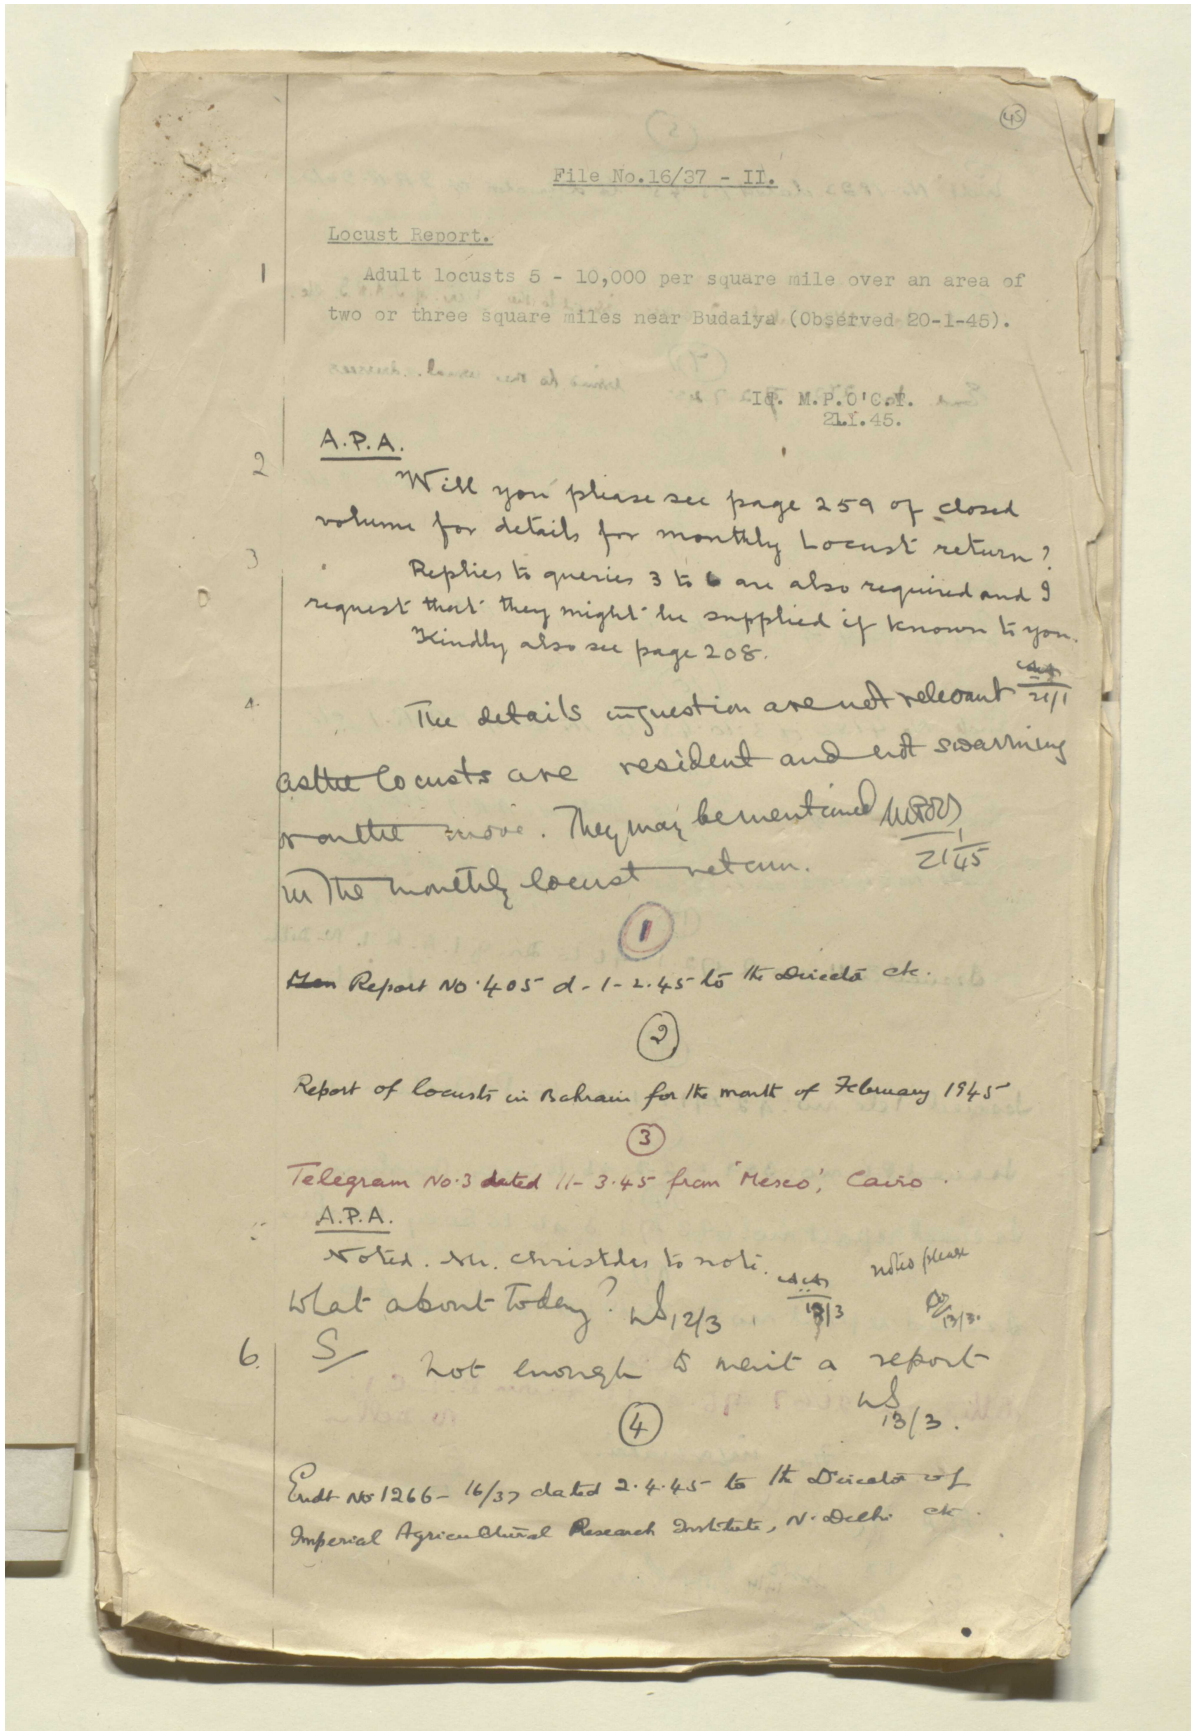 45
File No.16/37 - II.
Locust Report.
1
Adult locusts 5 - 10,000 per square mile over an area of
two or three square miles near Budaiya (Observed 20-1-45).
Id. M.P.O'C.T.
21.1.45.
A.P.A.
2
Will you please see page 259 of closed
volume for details for monthly Locust return?
3
Replies to queries 3 to 6 are also required and I
request that they might be supplied if known to you.
Kindly also see page 208.
21/1
4.
The details in question are not relevant
as the locusts are resident and not swarming
or on the move. They may be mentioned
in the monthly locust return.
21/1/45
1
Report No. 405 d - 1-2.45 to the Director etc.
2
Report of locusts in Bahrain for the month of February 1945
3
Telegram No.3 dated 11-3.45 from 'Mesco', Cairo.
A.P.A.
Noted. Mr. to note.
13/3
noted please
13/3.
What about today? 12/3
6.
S/
Not enough to merit a report
13/3.
4
Endt No 1266 - 16/37 dated 2.4.45 to the Director of
Imperial Agricultural Research Institute, N. Delhi etc.